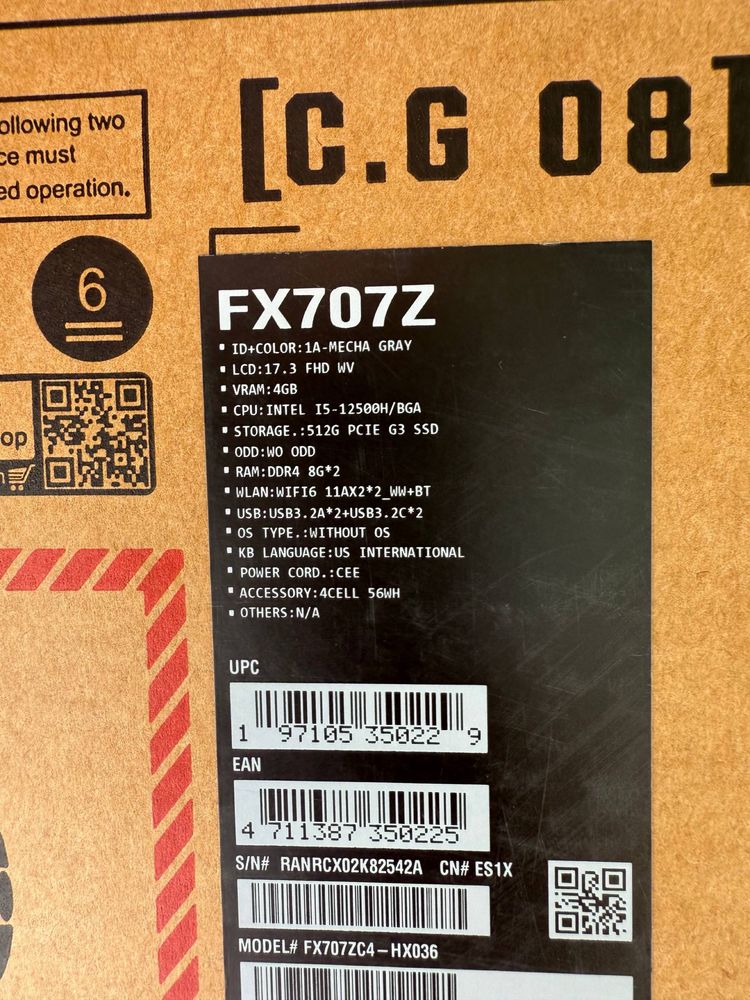 [C.G 08]
ollowing two
ce must
ed operation.
6
op
FX707Z
ID+COLOR:1A-MECHA GRAY
LCD:17.3 FHD WV
VRAM:4GB
CPU:INTEL I5-12500H/BGA
STORAGE.:512G PCIE G3 SSD
ODD:WO ODD
RAM:DDR4 8G*2
WLAN:WIFI6 11AX2*2_WW+BT
USB:USB3.2A*2+USB3.2C*2
OS TYPE.:WITHOUT OS
KB LANGUAGE:US INTERNATIONAL
POWER CORD.:CEE
ACCESSORY:4CELL 56WH
OTHERS:N/A
UPC
1 97105 35022 9
EAN
4 711387 350225
S/N# RANRCX02K82542A CN# ES1X
MODEL# FX707ZC4-HX036